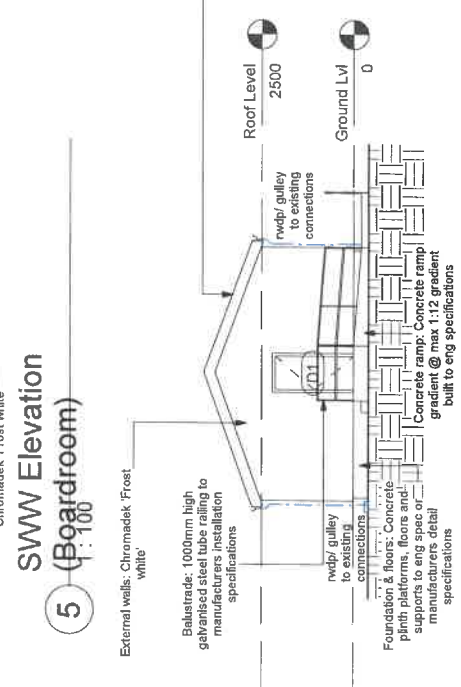 Chromadek 'Frost white'
SWW Elevation
5
(Boardroom)
1 : 100
External walls: Chromadek 'Frost
white'
Balustrade: 1000mm high
galvanised steel tube railing to
manufacturers installation
specifications
rwdp/ gulley
to existing
connections
Foundation & floors: Concrete
plinth platforms, floors and
supports to eng spec or
manufacturers detail
specifications
D1
rwdp/ gulley
to existing
connections
Roof Level
2500
Ground Lvl
0
Concrete ramp: Concrete ramp
gradient @ max 1:12 gradient
built to eng specifications